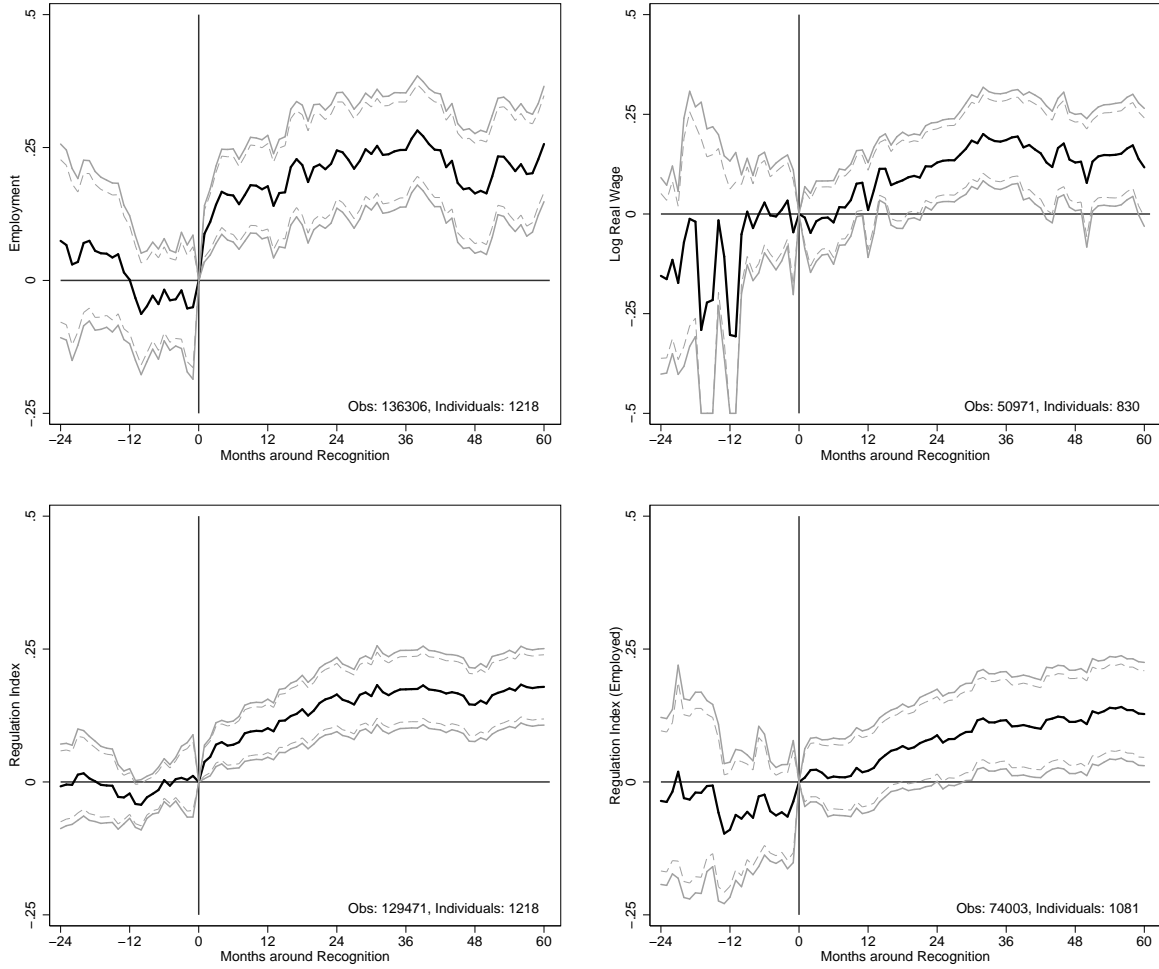 Employment
.5
.25
0
-.25
Obs: 136306, Individuals: 1218
-24 -12 0 12 24 36 48 60
Months around Recognition
Log Real Wage
.5
.25
0
-.25
-.5
Obs: 50971, Individuals: 830
-24 -12 0 12 24 36 48 60
Months around Recognition
Regulation Index
.5
.25
0
-.25
Obs: 129471, Individuals: 1218
-24 -12 0 12 24 36 48 60
Months around Recognition
Regulation Index (Employed)
.5
.25
0
-.25
Obs: 74003, Individuals: 1081
-24 -12 0 12 24 36 48 60
Months around Recognition